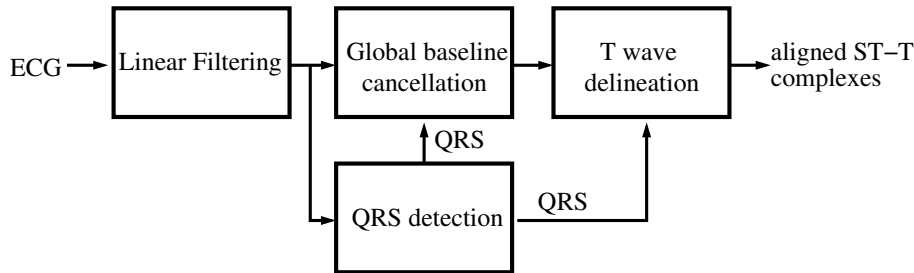 ECG
Linear Filtering
Global baseline
cancellation
T wave
delineation
aligned ST−T
complexes
QRS
QRS detection
QRS